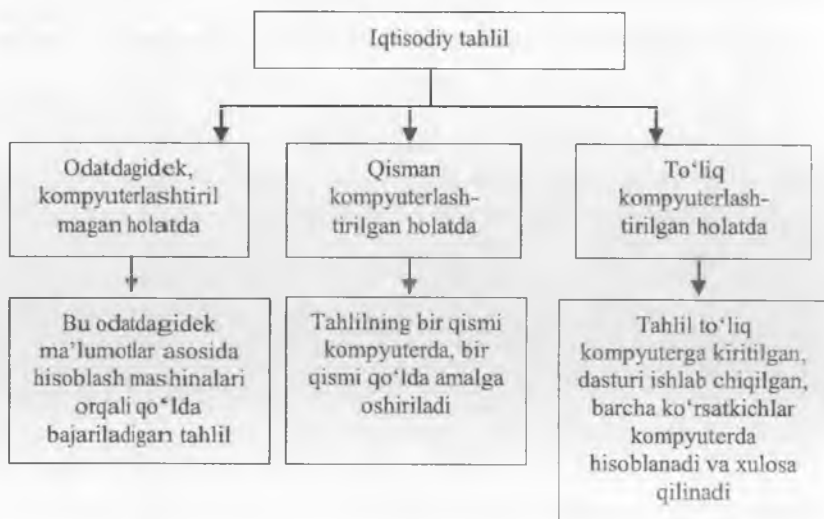 Iqtisodiy tahlil
Odatdagidek,
kompyuterlashtiril
magan holatda
Qisman
kompyuterlash-
tirilgan holatda
To‘liq
kompyuterlash-
tirilgan holatda
Bu odatdagidek
ma’lumotlar asosida
hisoblash mashinalari
orqali qo‘lda
bajariladigan tahlil
Tahlilning bir qismi
kompyuterda, bir
qismi qo‘lda amalga
oshiriladi
Tahlil to‘liq
kompyuterga kiritilgan,
dasturi ishlab chiqilgan,
barcha ko‘rsatkichlar
kompyuterda
hisoblanadi va xulosa
qilinadi